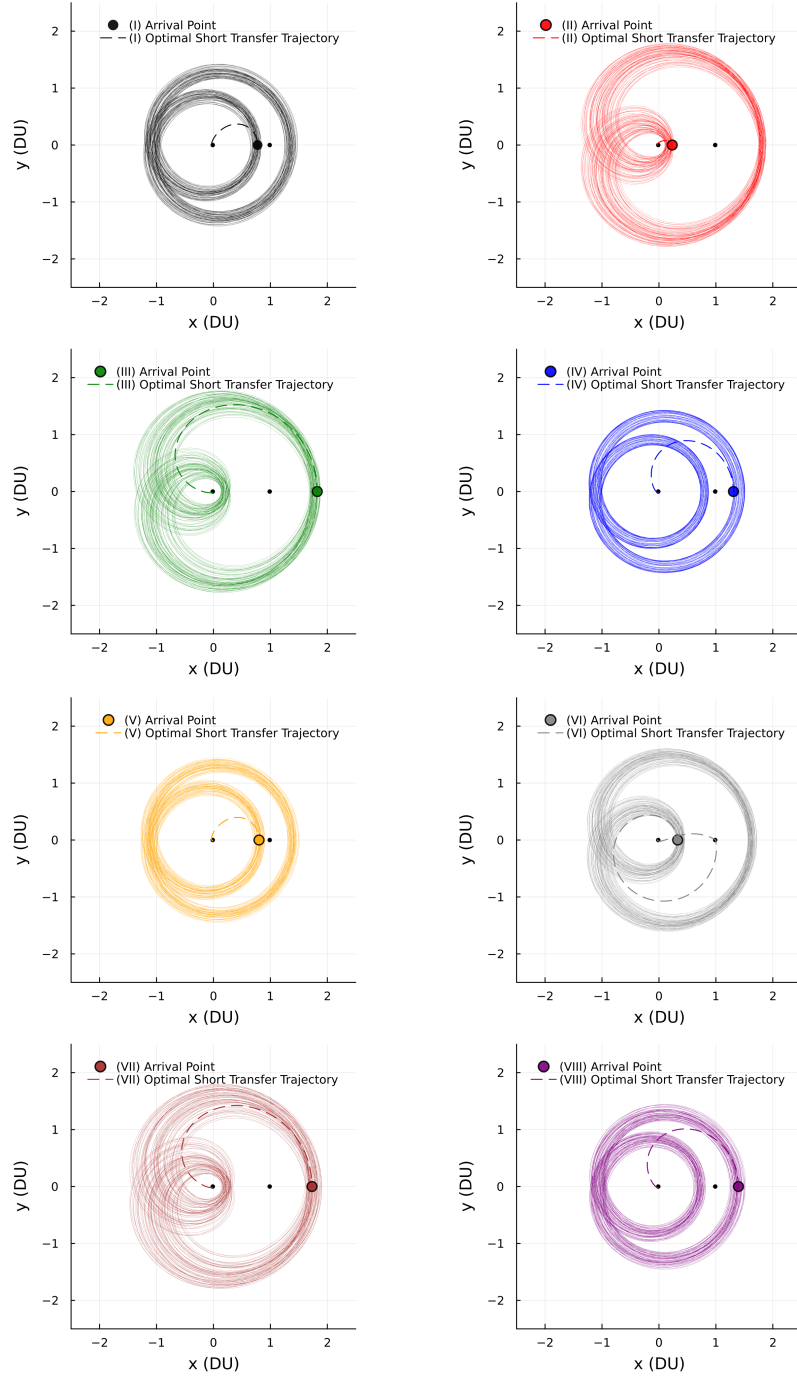 (I) Arrival Point
(I) Optimal Short Transfer Trajectory
2
1
0
−1
−2
y (DU)
−2 −1 0 1 2
x (DU)
(II) Arrival Point
(II) Optimal Short Transfer Trajectory
2
1
0
−1
−2
y (DU)
−2 −1 0 1 2
x (DU)
(III) Arrival Point
(III) Optimal Short Transfer Trajectory
2
1
0
−1
−2
y (DU)
−2 −1 0 1 2
x (DU)
(IV) Arrival Point
(IV) Optimal Short Transfer Trajectory
2
1
0
−1
−2
y (DU)
−2 −1 0 1 2
x (DU)
(V) Arrival Point
(V) Optimal Short Transfer Trajectory
2
1
0
−1
−2
y (DU)
−2 −1 0 1 2
x (DU)
(VI) Arrival Point
(VI) Optimal Short Transfer Trajectory
2
1
0
−1
−2
y (DU)
−2 −1 0 1 2
x (DU)
(VII) Arrival Point
(VII) Optimal Short Transfer Trajectory
2
1
0
−1
−2
y (DU)
−2 −1 0 1 2
x (DU)
(VIII) Arrival Point
(VIII) Optimal Short Transfer Trajectory
2
1
0
−1
−2
y (DU)
−2 −1 0 1 2
x (DU)